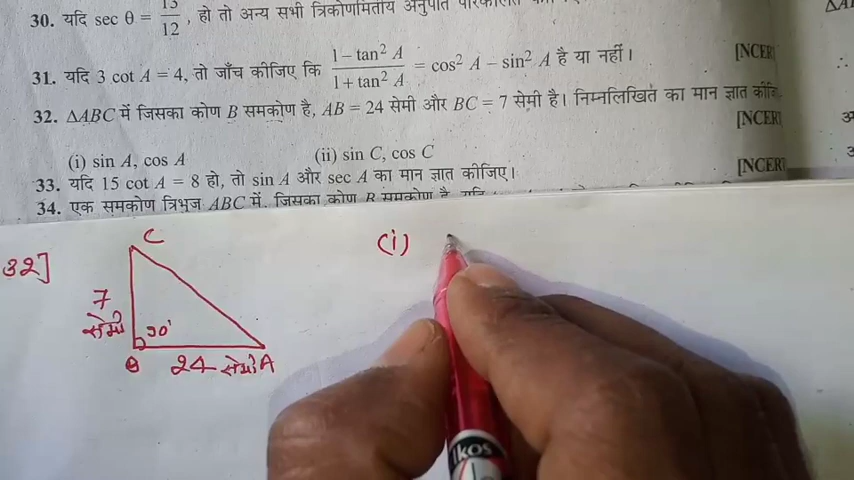 30. यदि sec θ = 13/12, हो तो अन्य सभी त्रिकोणमितीय अनुपात
31. यदि 3 cot A = 4, तो जाँच कीजिए कि (1 – tan² A)/(1 + tan² A) = cos² A – sin² A है या नहीं।
[NCERT
32. ΔABC में जिसका कोण B समकोण है, AB = 24 सेमी और BC = 7 सेमी है। निम्नलिखित का मान ज्ञात कीजि
[NCERT
(i) sin A, cos A (ii) sin C, cos C
33. यदि 15 cot A = 8 हो, तो sin A और sec A का मान ज्ञात कीजिए।
[NCERT
34. एक समकोण त्रिभुज ABC में, जिसका कोण B समकोण है,
32]
C
(i)
7
सेमी
90°
B
24 सेमी A
ikos